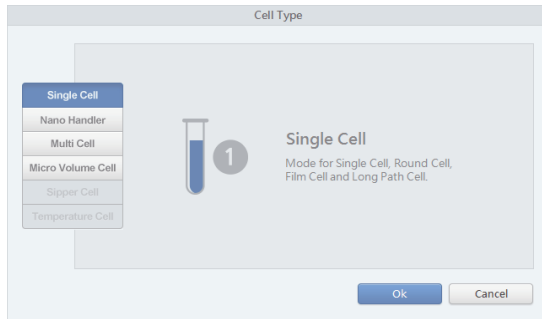 Cell Type
Single Cell
Nano Handler
Multi Cell
Micro Volume Cell
Sipper Cell
Temperature Cell
1
Single Cell
Mode for Single Cell, Round Cell,
Film Cell and Long Path Cell.
Ok
Cancel